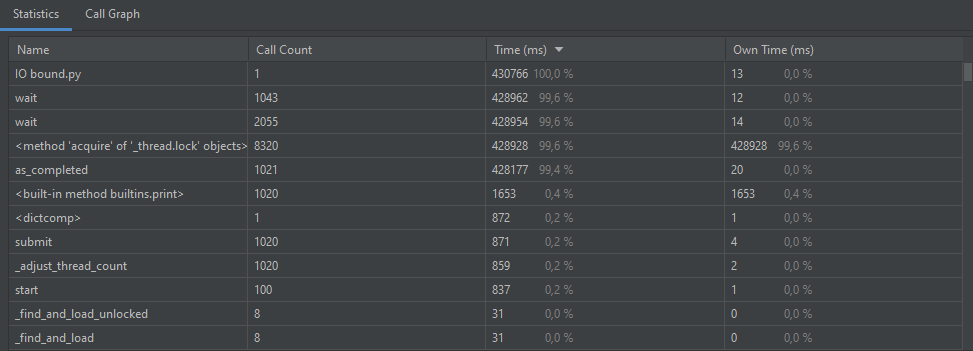 Statistics Call Graph
Name Call Count Time (ms) Own Time (ms)
IO bound.py 1 430766 100,0 % 13 0,0 %
wait 1043 428962 99,6 % 12 0,0 %
wait 2055 428954 99,6 % 14 0,0 %
<method 'acquire' of '_thread.lock' objects> 8320 428928 99,6 % 428928 99,6 %
as_completed 1021 428177 99,4 % 20 0,0 %
<built-in method builtins.print> 1020 1653 0,4 % 1653 0,4 %
<dictcomp> 1 872 0,2 % 1 0,0 %
submit 1020 871 0,2 % 4 0,0 %
_adjust_thread_count 1020 859 0,2 % 2 0,0 %
start 100 837 0,2 % 1 0,0 %
_find_and_load_unlocked 8 31 0,0 % 0 0,0 %
_find_and_load 8 31 0,0 % 0 0,0 %